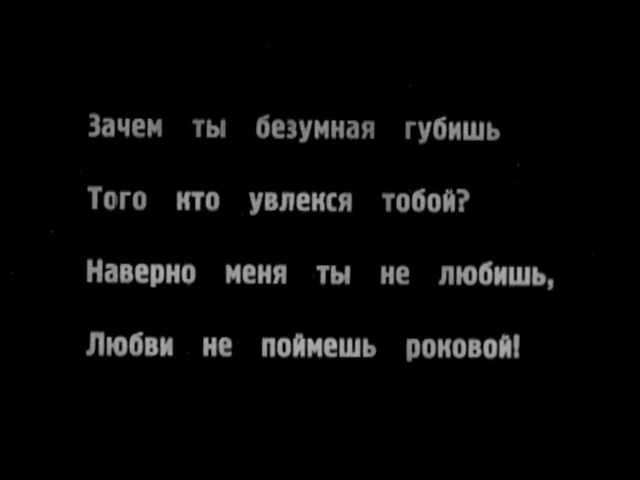 Зачем ты безумная губишь
Того кто увлекся тобой?
Наверно меня ты не любишь,
Любви не поймешь роковой!